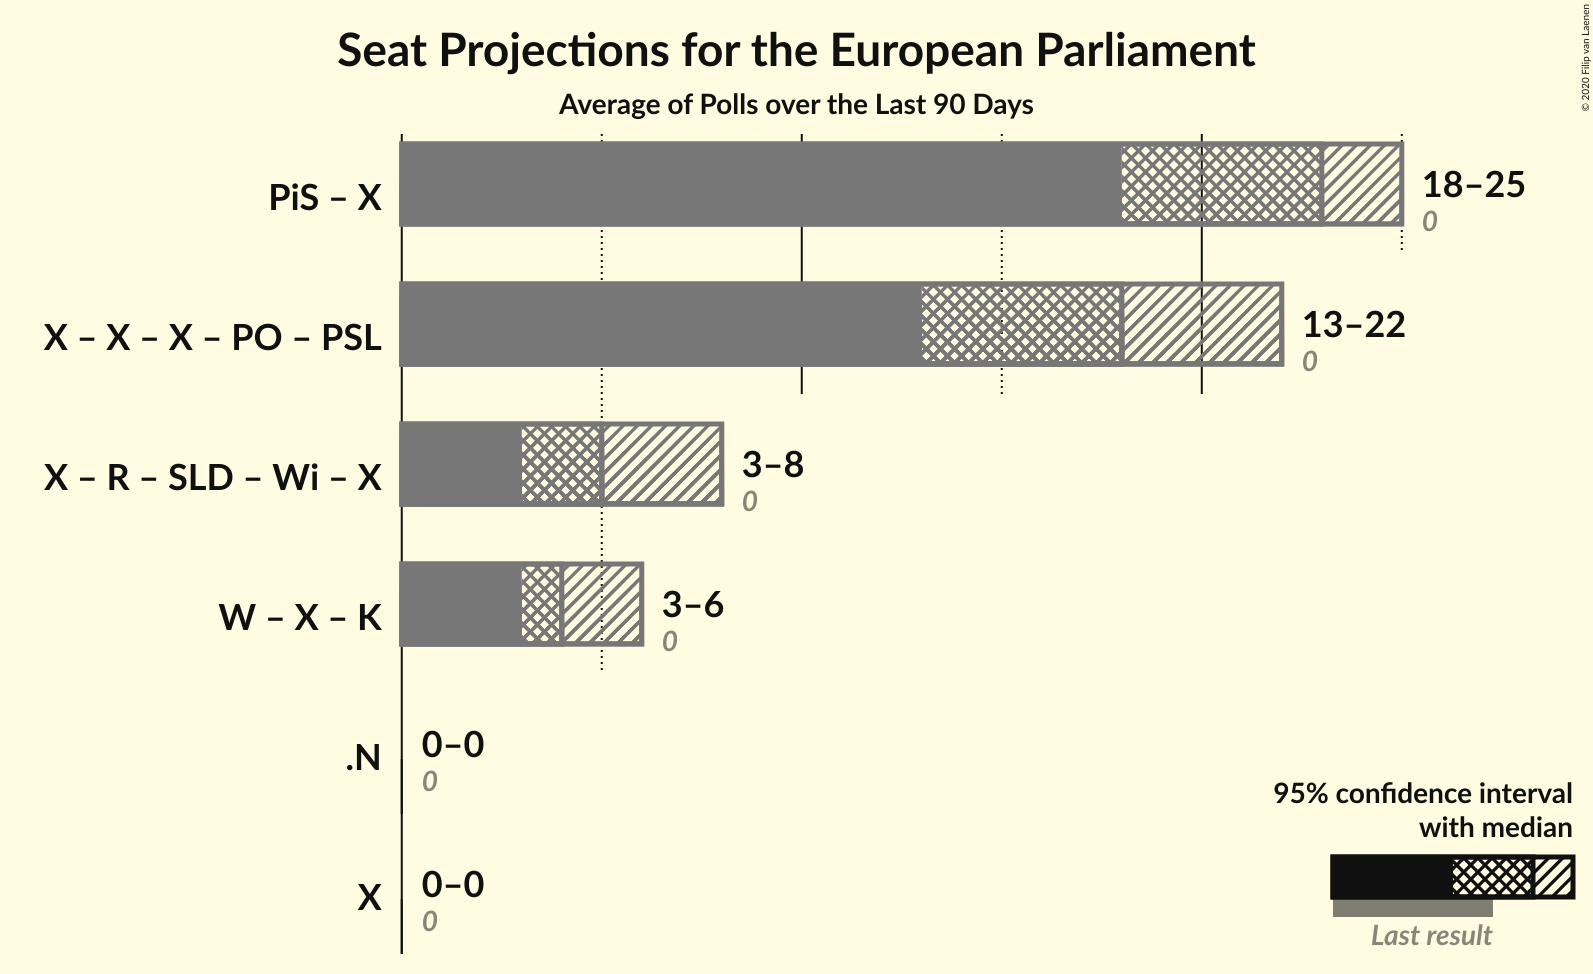 Seat Projections for the European Parliament
Average of Polls over the Last 90 Days
© 2020 Filip van Laenen
PiS – X
18–25
0
X – X – X – PO – PSL
13–22
0
X – R – SLD – Wi – X
3–8
0
W – X – K
3–6
0
.N
0–0
0
X
0–0
0
95% confidence interval
with median
Last result